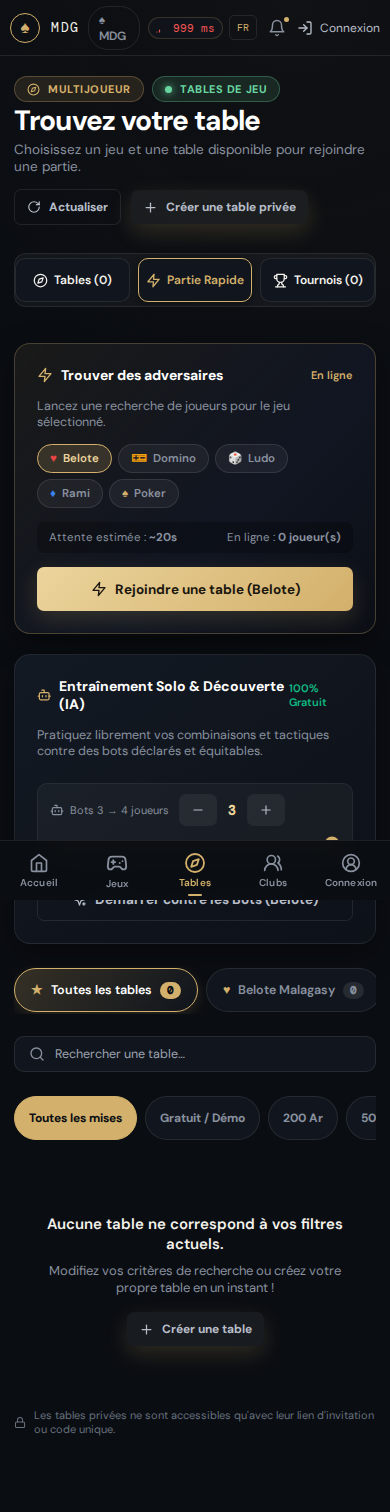 MDG
♠
MDG
999 ms
FR
Connexion
MULTIJOUEUR
TABLES DE JEU
Trouvez votre table
Choisissez un jeu et une table disponible pour rejoindre
une partie.
Actualiser
Créer une table privée
Tables (0)
Partie Rapide
Tournois (0)
Trouver des adversaires
En ligne
Lancez une recherche de joueurs pour le jeu
sélectionné.
♥ Belote
Domino
Ludo
♦ Rami
♠ Poker
Attente estimée : ~20s
En ligne : 0 joueur(s)
Rejoindre une table (Belote)
Entraînement Solo & Découverte
(IA)
100%
Gratuit
Pratiquez librement vos combinaisons et tactiques
contre des bots déclarés et équitables.
Bots 3 → 4 joueurs
− 3 +
Accueil
Jeux
Tables
Clubs
Connexion
Démarrer contre les Bots (Belote)
★ Toutes les tables 0
♥ Belote Malagasy 0
Rechercher une table...
Toutes les mises
Gratuit / Démo
200 Ar
50
Aucune table ne correspond à vos filtres
actuels.
Modifiez vos critères de recherche ou créez votre
propre table en un instant !
Créer une table
Les tables privées ne sont accessibles qu'avec leur lien d'invitation
ou code unique.